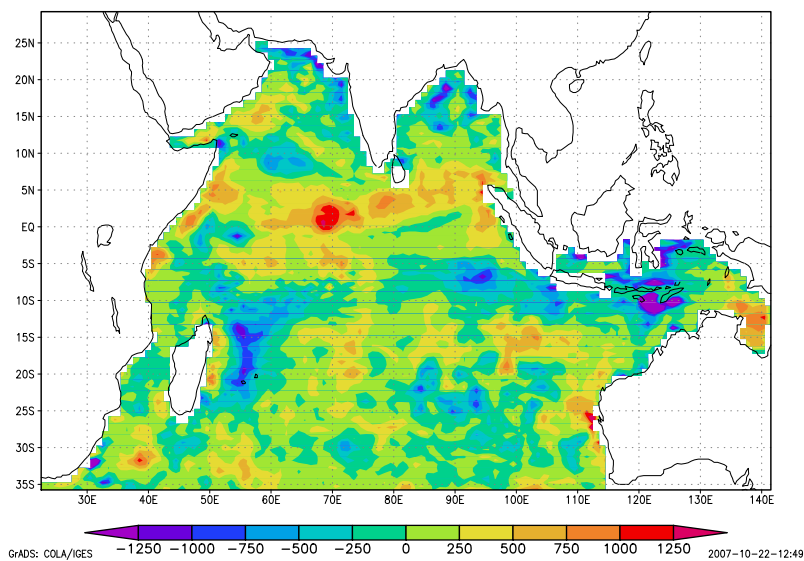 25N
20N
15N
10N
5N
EQ
5S
10S
15S
20S
25S
30S
35S
30E 40E 50E 60E 70E 80E 90E 100E 110E 120E 130E 140E
−1250 −1000 −750 −500 −250 0 250 500 750 1000 1250
GrADS: COLA/IGES 2007-10-22-12:49